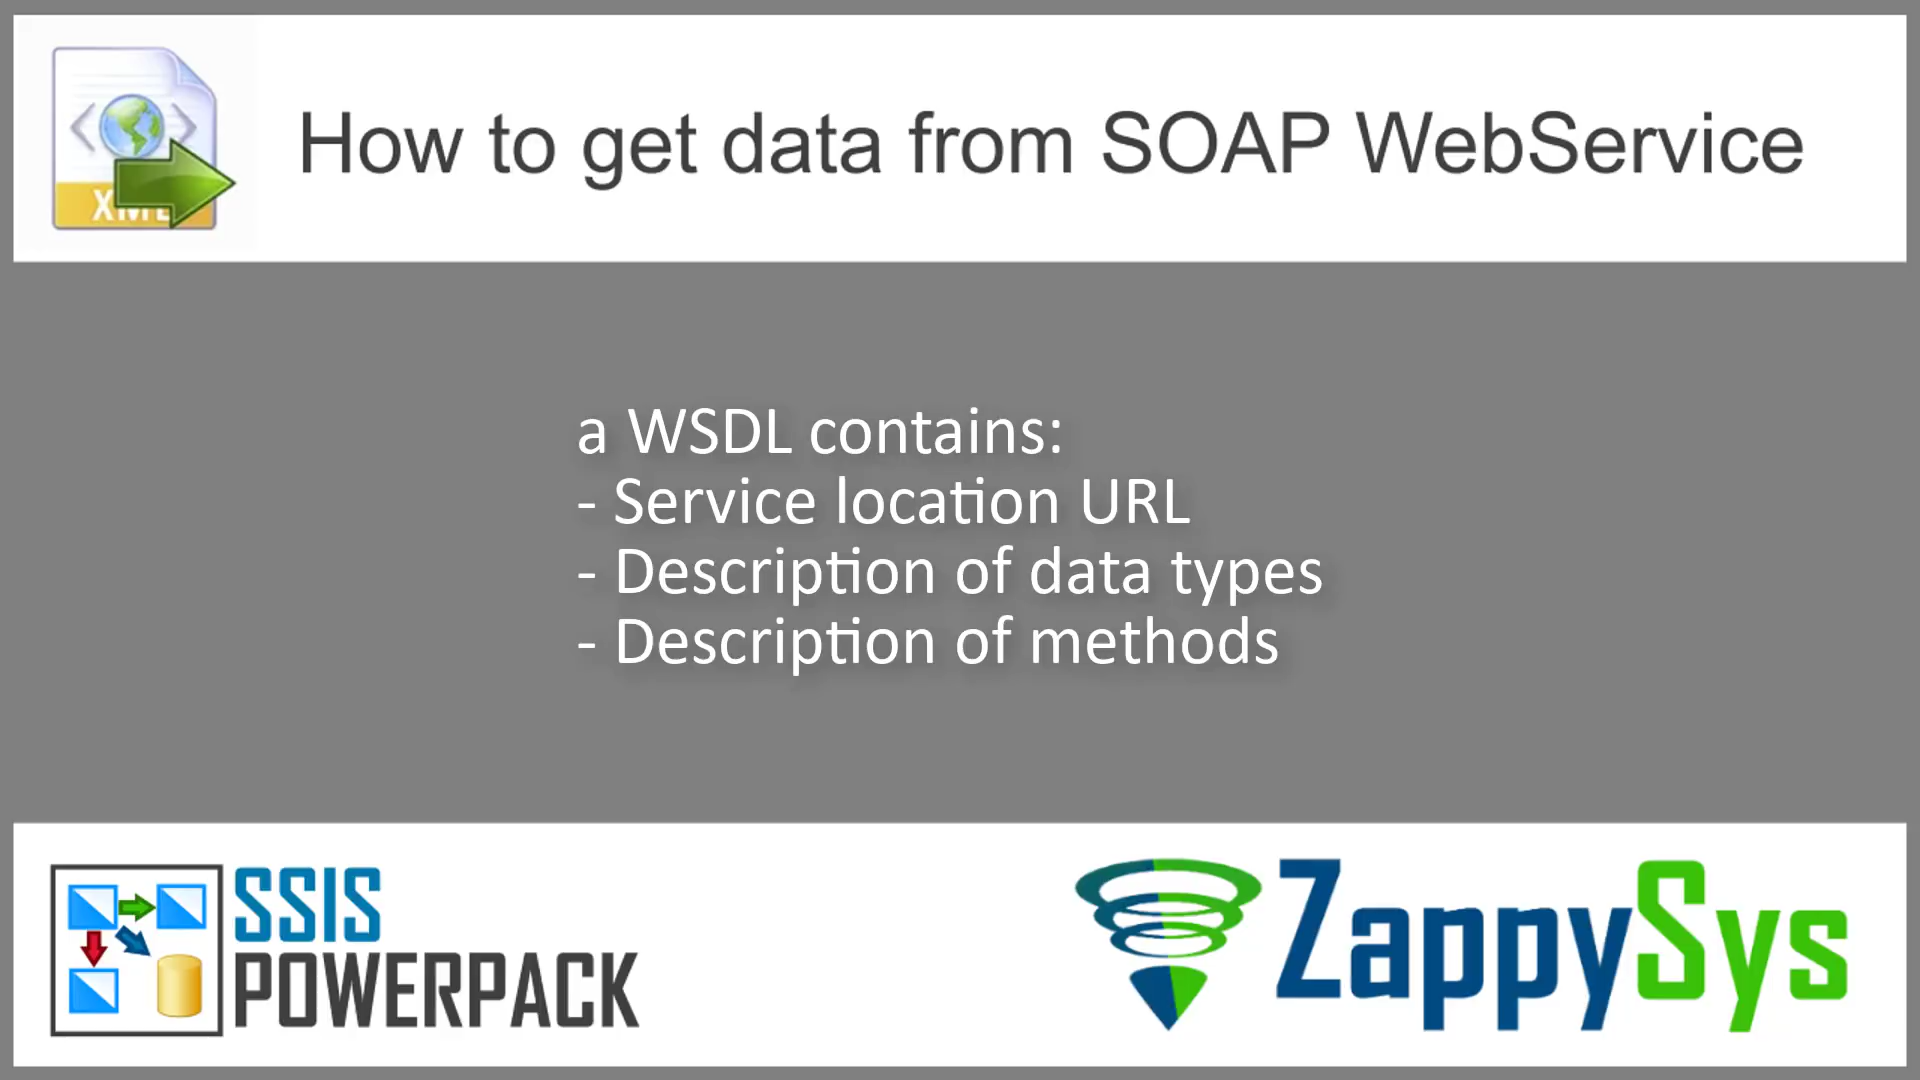 How to get data from SOAP WebService
XML
a WSDL contains:
- Service location URL
- Description of data types
- Description of methods
SSIS
POWERPACK
ZappySys